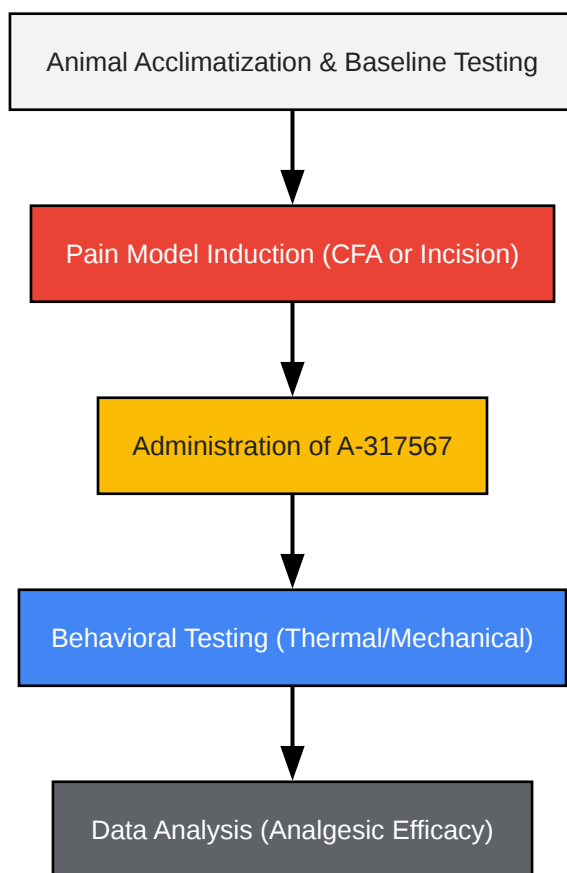 Animal Acclimatization & Baseline Testing
Pain Model Induction (CFA or Incision)
Administration of A-317567
Behavioral Testing (Thermal/Mechanical)
Data Analysis (Analgesic Efficacy)